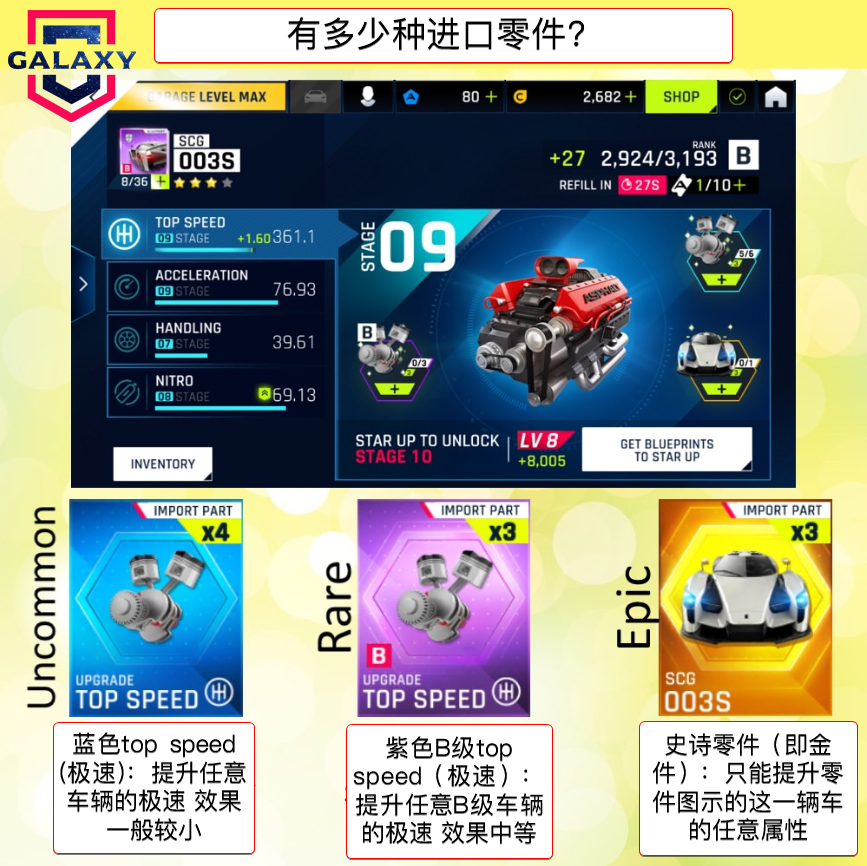 有多少种进口零件？
GALAXY
GARAGE LEVEL MAX
80 +
2,682 +
SHOP
SCG
003S
B
8/36 +
+27 2,924/3,193
RANK
B
REFILL IN 27S 1/10 +
TOP SPEED
09 STAGE +1.60 361.1
ACCELERATION
09 STAGE 76.93
HANDLING
07 STAGE 39.61
NITRO
08 STAGE 69.13
INVENTORY
STAGE 09
ASPHALT
5/6
3
+
B
0/3
3
+
0/1
3
+
STAR UP TO UNLOCK
STAGE 10
LV 8
+8,005
GET BLUEPRINTS
TO STAR UP
Uncommon
IMPORT PART
x4
UPGRADE
TOP SPEED
Rare
IMPORT PART
x3
B
UPGRADE
TOP SPEED
Epic
IMPORT PART
x3
SCG
003S
蓝色top speed
(极速)：提升任意
车辆的极速 效果
一般较小
紫色B级top
speed（极速）：
提升任意B级车辆
的极速 效果中等
史诗零件（即金
件）：只能提升零
件图示的这一辆车
的任意属性